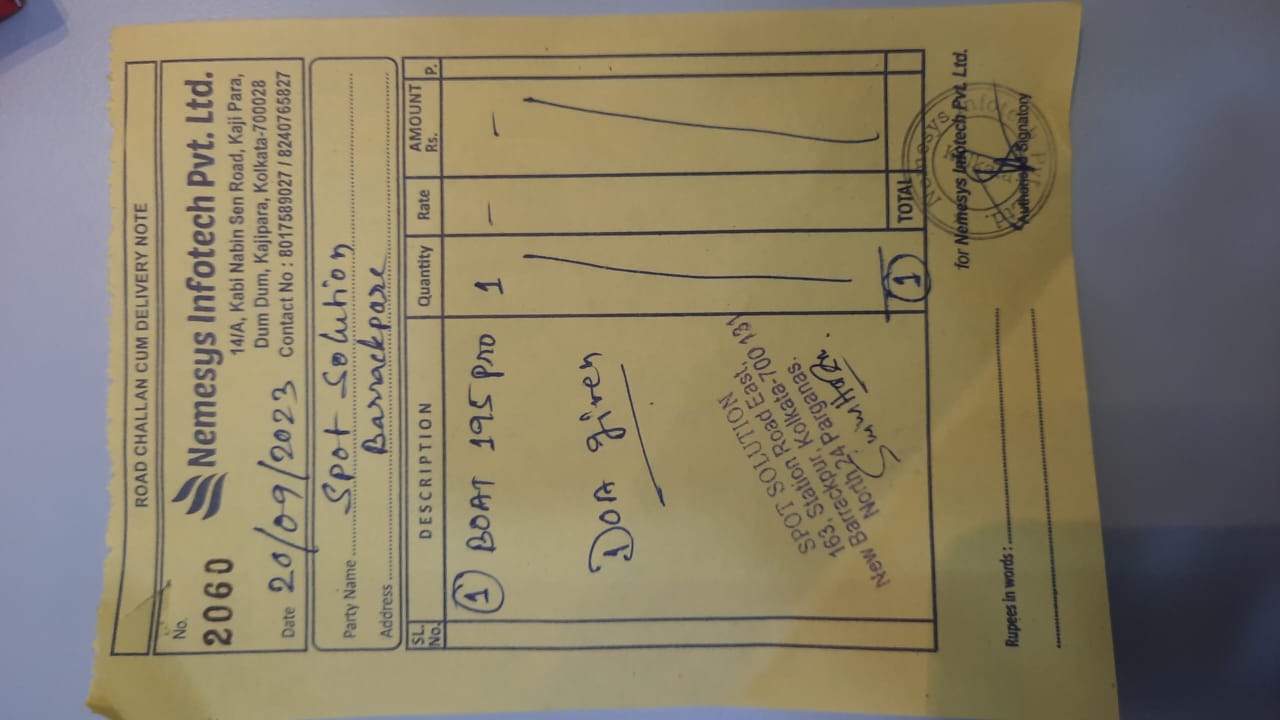 ROAD CHALLAN CUM DELIVERY NOTE
No.
2060
Nemesys Infotech Pvt. Ltd.
14/A, Kabi Nabin Sen Road, Kaji Para,
Dum Dum, Kajipara, Kolkata-700028
Date 20/09/2023 Contact No : 8017589027 / 8240765827
Party Name Spot Solution
Address Barrackpore
SL. No. DESCRIPTION Quantity Rate AMOUNT Rs. P.
1 BOAT 195 Pro 1 – –
DOA given
SPOT SOLUTION
163, Station Road East,
New Barrackpur, Kolkata-700 131
North 24 Parganas.
1 TOTAL
for Nemesys Infotech Pvt. Ltd.
Rupees in words :
Authorised Signatory
Nemesys Infotech Pvt. Ltd.
Kolkata